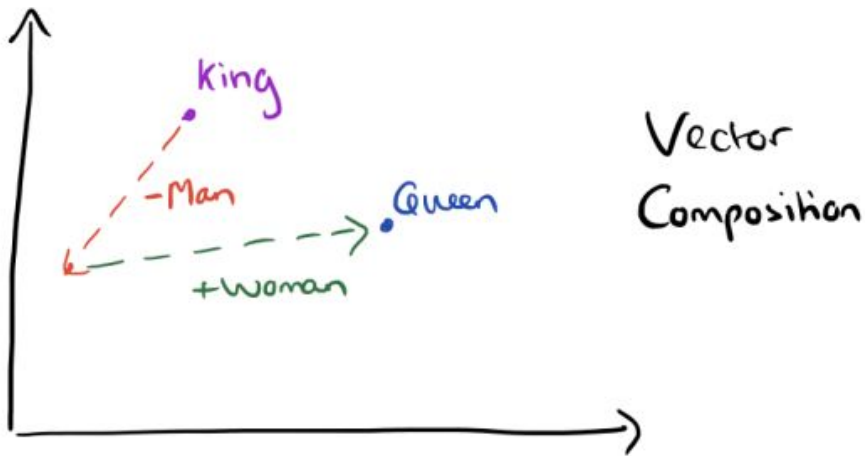 King
-Man
Queen
+Woman
Vector
Composition